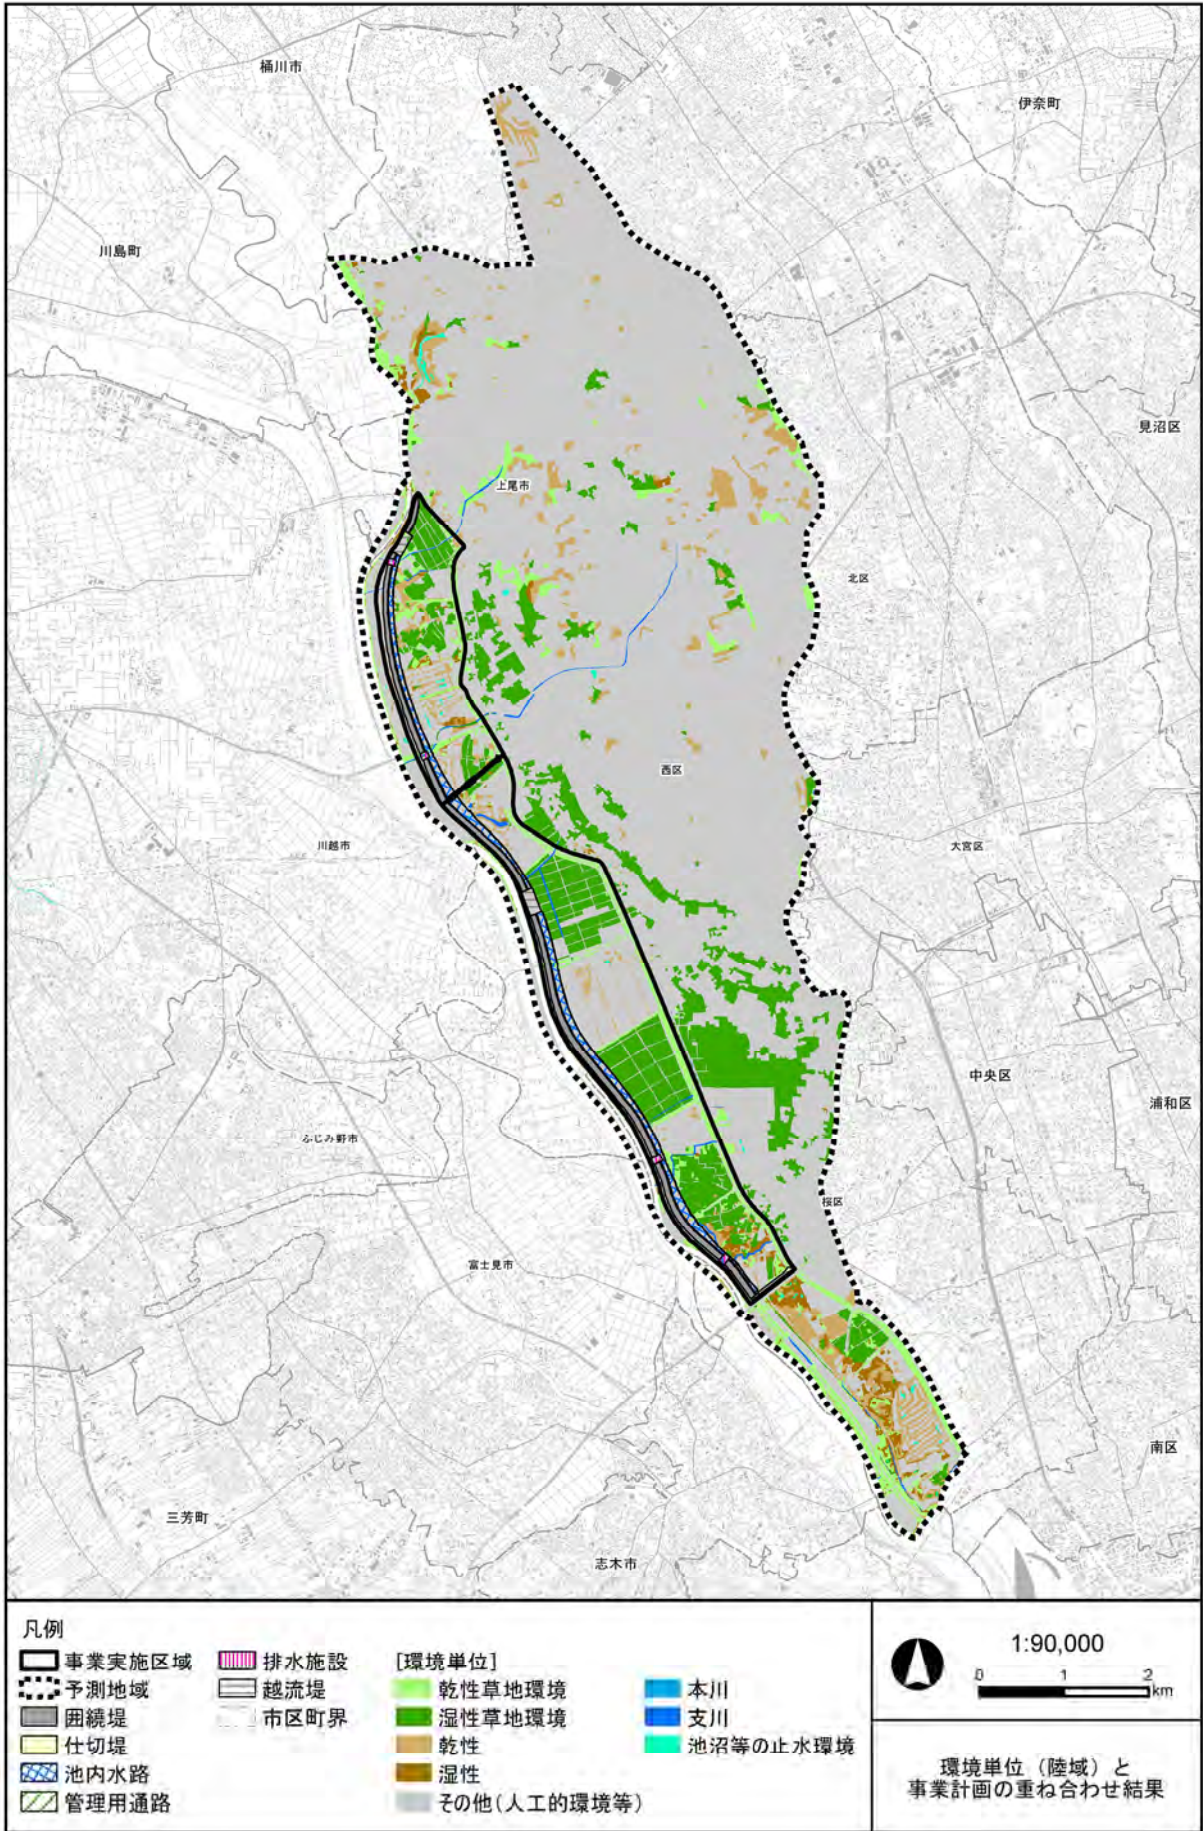 桶川市
伊奈町
川島町
見沼区
上尾市
北区
西区
川越市
大宮区
中央区
浦和区
ふじみ野市
桜区
富士見市
南区
三芳町
志木市
凡例
事業実施区域
予測地域
囲繞堤
仕切堤
池内水路
管理用通路
排水施設
越流堤
市区町界
[環境単位]
乾性草地環境
湿性草地環境
乾性
湿性
その他(人工的環境等)
本川
支川
池沼等の止水環境
1:90,000
0 1 2
km
環境単位（陸域）と
事業計画の重ね合わせ結果